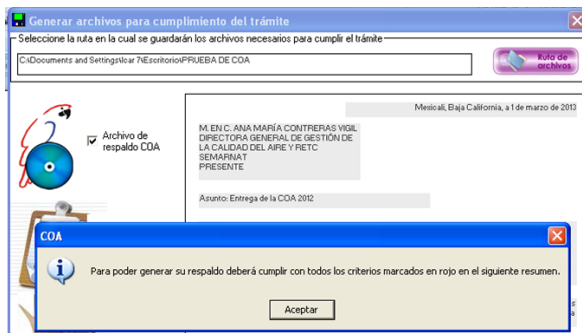 Generar archivos para cumplimiento del trámite
Seleccione la ruta en la cual se guardarán los archivos necesarios para cumplir el trámite
C:\Documents and Settings\lcar 7\Escritorio\PRUEBA DE COA
Ruta de
archivos
Mexicali, Baja California, a 1 de marzo de 2013
Archivo de
respaldo COA
M. EN C. ANA MARÍA CONTRERAS VIGIL
DIRECTORA GENERAL DE GESTIÓN DE
LA CALIDAD DEL AIRE Y RETC
SEMARNAT
PRESENTE
Asunto: Entrega de la COA 2012
COA
Para poder generar su respaldo deberá cumplir con todos los criterios marcados en rojo en el siguiente resumen.
Aceptar